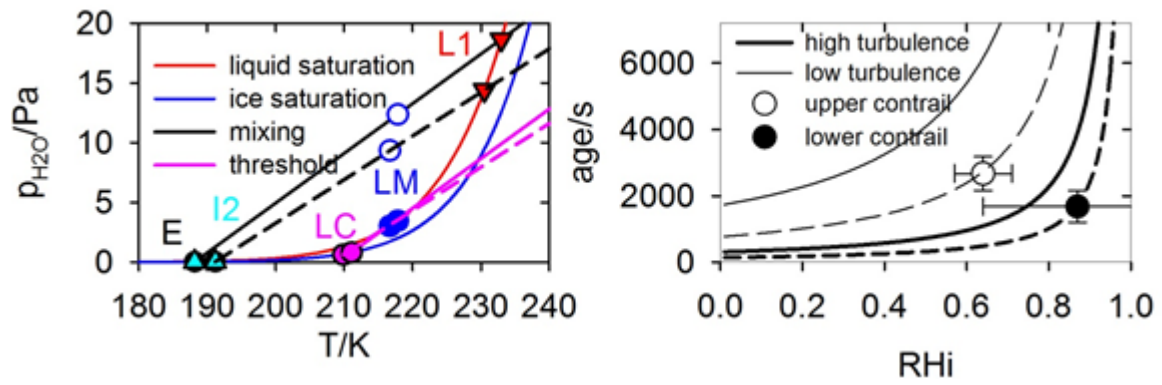 20
15
10
5
0
p_H2O/Pa
liquid saturation
ice saturation
mixing
threshold
L1
LM
LC
I2
E
180 190 200 210 220 230 240
T/K
6000
4000
2000
0
age/s
high turbulence
low turbulence
upper contrail
lower contrail
0.0 0.2 0.4 0.6 0.8 1.0
RHi